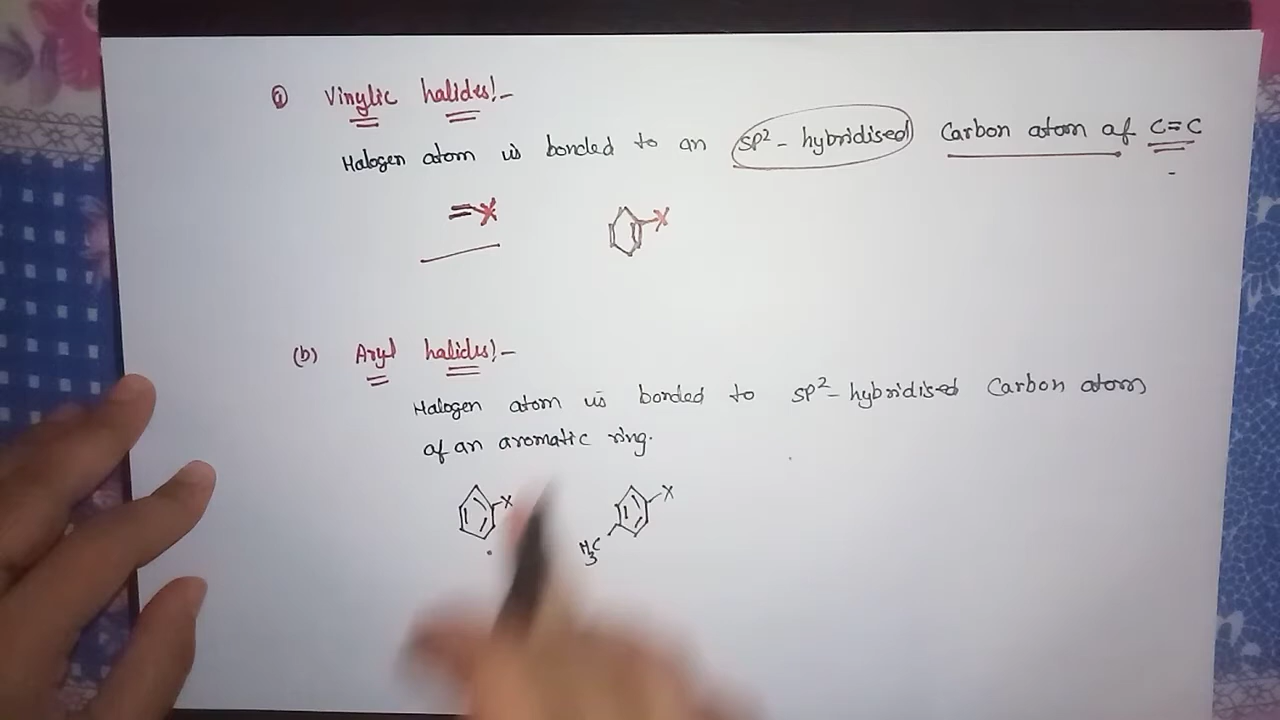 (a) Vinylic halides!-
Halogen atom is bonded to an sp²-hybridised Carbon atom of C=C
=-X
X
(b) Aryl halides!-
Halogen atom is bonded to sp²-hybridised Carbon atom
of an aromatic ring.
X
X
H₃C